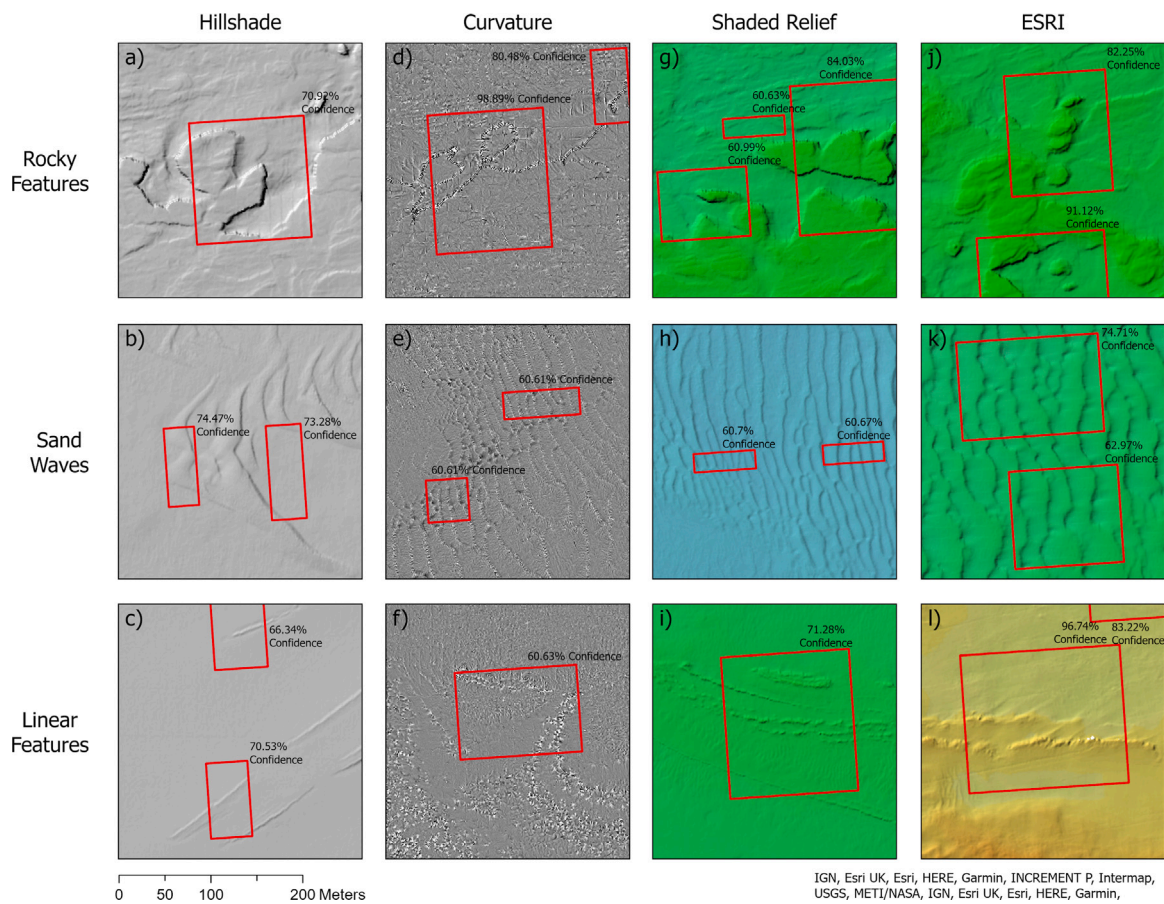 Hillshade
Curvature
Shaded Relief
ESRI
Rocky
Features
a)
70.92%
Confidence
d)
80.48% Confidence
98.89% Confidence
g)
84.03%
Confidence
60.63%
Confidence
60.99%
Confidence
j)
82.25%
Confidence
91.12%
Confidence
Sand
Waves
b)
74.47%
Confidence
73.28%
Confidence
e)
60.61% Confidence
60.61% Confidence
h)
60.7%
Confidence
60.67%
Confidence
k)
74.71%
Confidence
62.97%
Confidence
Linear
Features
c)
66.34%
Confidence
70.53%
Confidence
f)
60.63% Confidence
i)
71.28%
Confidence
l)
96.74%
Confidence
83.22%
Confidence
0 50 100 200 Meters
IGN, Esri UK, Esri, HERE, Garmin, INCREMENT P, Intermap,
USGS, METI/NASA, IGN, Esri UK, Esri, HERE, Garmin,